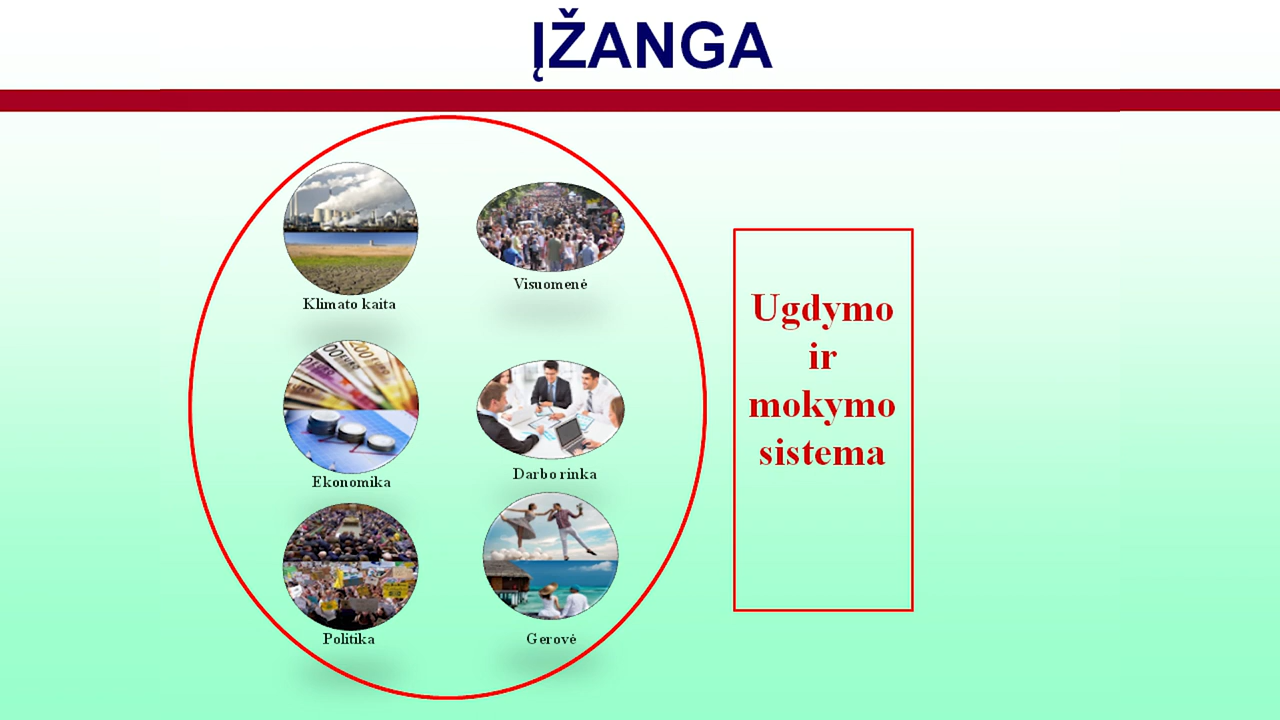 ĮŽANGA
Klimato kaita
Visuomenė
Ekonomika
Darbo rinka
Politika
Gerovė
Ugdymo
ir
mokymo
sistema